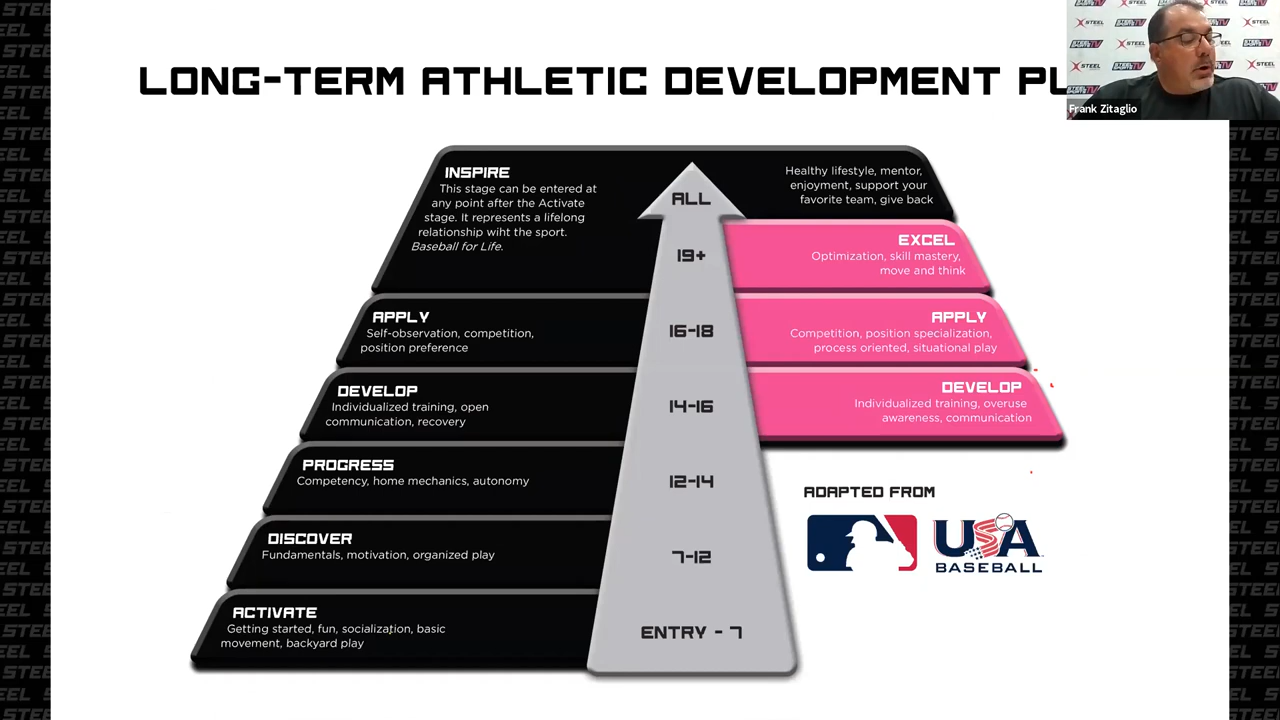 LONG-TERM ATHLETIC DEVELOPMENT
Frank Zitaglio
INSPIRE
This stage can be entered at
any point after the Activate
stage. It represents a lifelong
relationship wiht the sport.
Baseball for Life.
ALL
Healthy lifestyle, mentor,
enjoyment, support your
favorite team, give back
19+
EXCEL
Optimization, skill mastery,
move and think
APPLY
Self-observation, competition,
position preference
16-18
APPLY
Competition, position specialization,
process oriented, situational play
DEVELOP
Individualized training, open
communication, recovery
14-16
DEVELOP
Individualized training, overuse
awareness, communication
PROGRESS
Competency, home mechanics, autonomy
12-14
ADAPTED FROM
USA
BASEBALL
DISCOVER
Fundamentals, motivation, organized play
7-12
ACTIVATE
Getting started, fun, socialization, basic
movement, backyard play
ENTRY - 7
STEEL